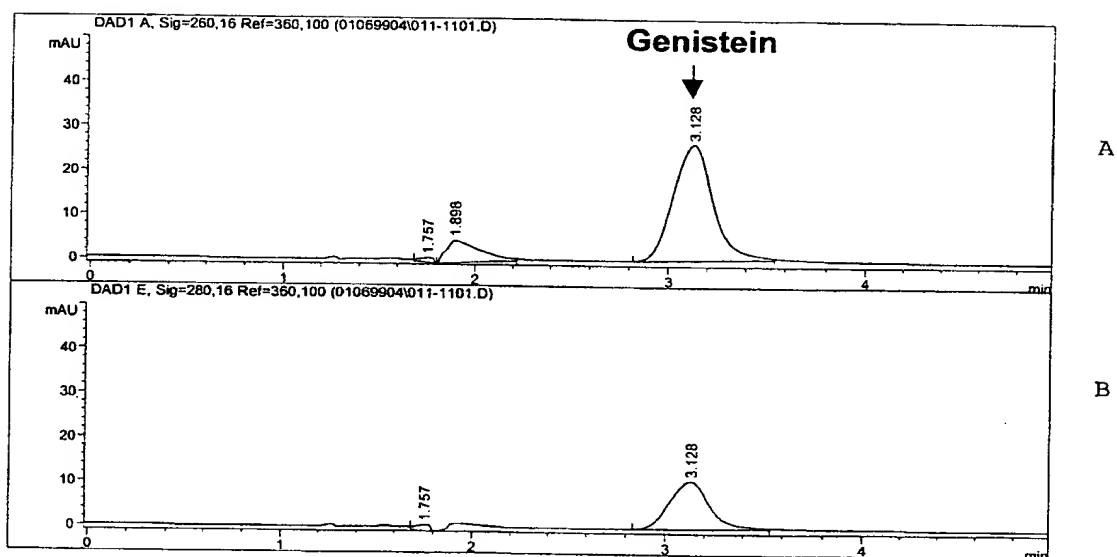 DAD1 A, Sig=260,16 Ref=360,100 (01069904\011-1101.D)
mAU
Genistein
40
30
20
10
0
1.757
1.898
3.128
A
0 1 2 3 4 min
DAD1 E, Sig=280,16 Ref=360,100 (01069904\011-1101.D)
mAU
40
30
20
10
0
1.757
3.128
B
0 1 2 3 4 min